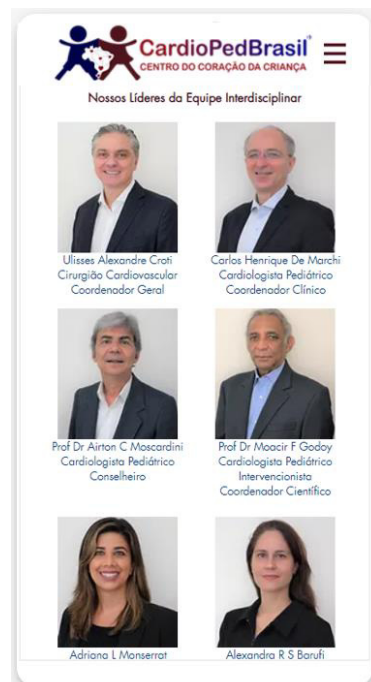 CardioPedBrasil®
CENTRO DO CORAÇÃO DA CRIANÇA
Nossos Líderes da Equipe Interdisciplinar
Ulisses Alexandre Croti
Cirurgião Cardiovascular
Coordenador Geral
Carlos Henrique De Marchi
Cardiologista Pediátrico
Coordenador Clínico
Prof Dr Airton C Moscardini
Cardiologista Pediátrico
Conselheiro
Prof Dr Moacir F Godoy
Cardiologista Pediátrico
Intervencionista
Coordenador Científico
Adriana L Monserrat
Alexandra R S Barufi